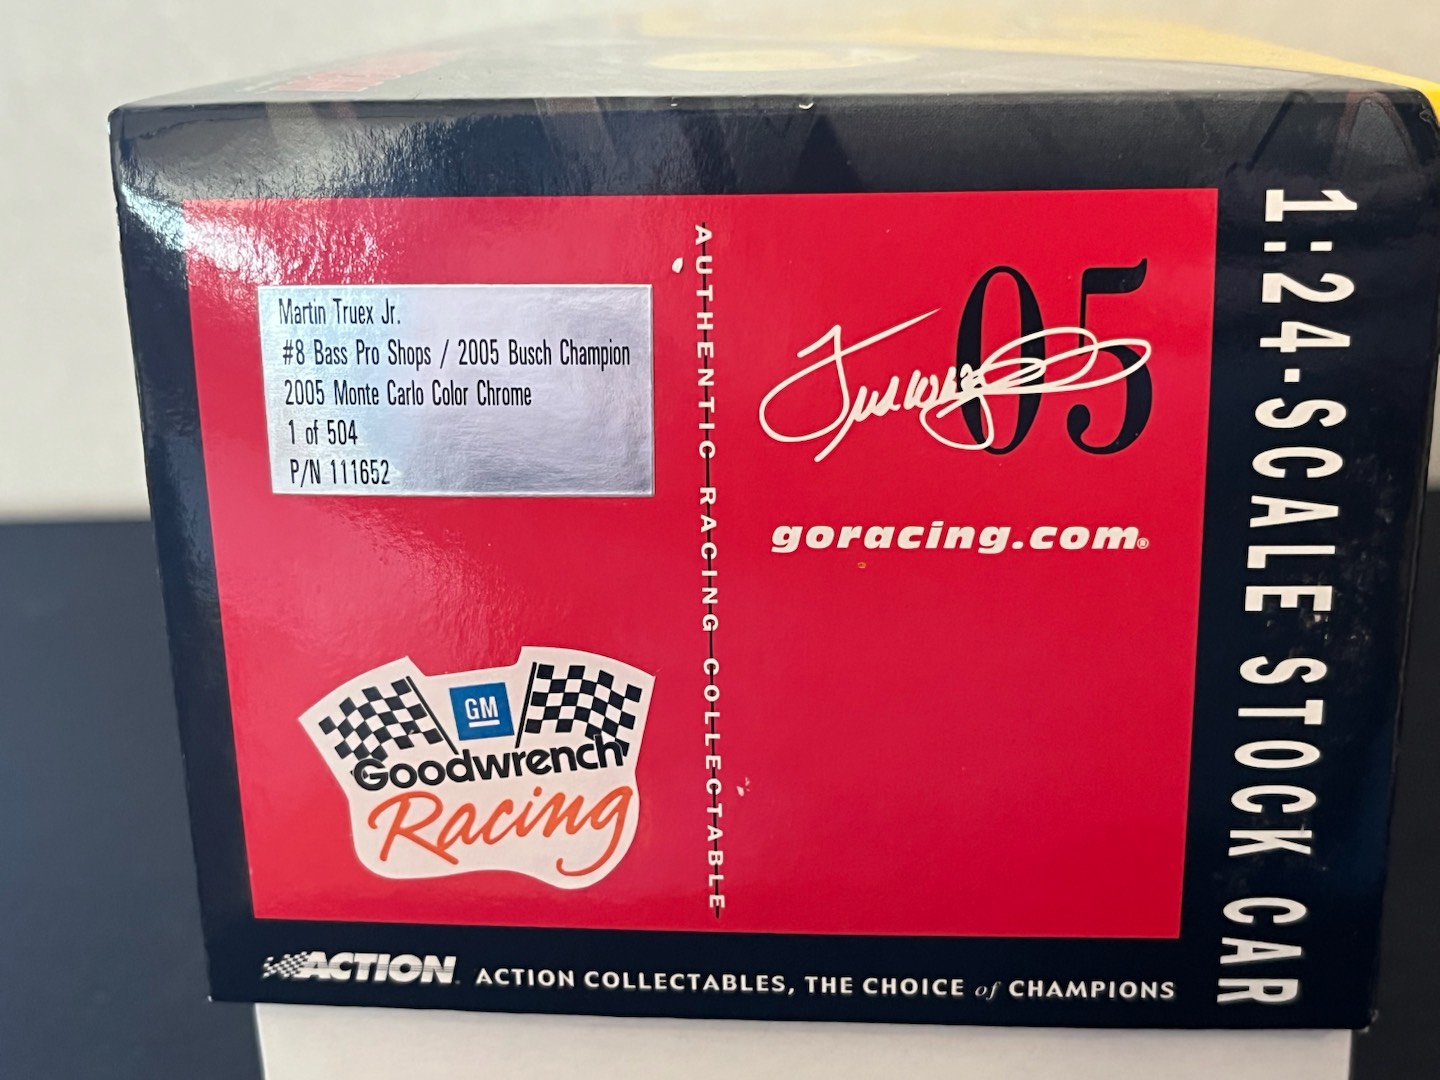 Martin Truex Jr.
#8 Bass Pro Shops / 2005 Busch Champion
2005 Monte Carlo Color Chrome
1 of 504
P/N 111652
GM
Goodwrench
Racing
AUTHENTIC RACING COLLECTABLE
05
goracing.com®
1:24-SCALE STOCK CAR
ACTION
ACTION COLLECTABLES, THE CHOICE of CHAMPIONS